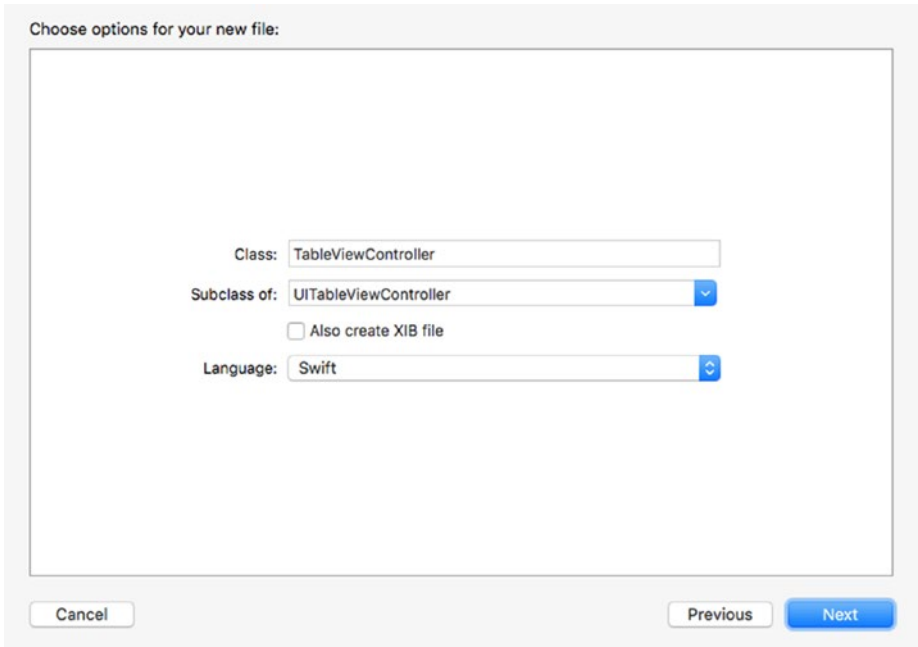 Choose options for your new file:
Class: TableViewController
Subclass of: UITableViewController
Also create XIB file
Language: Swift
Cancel Previous Next